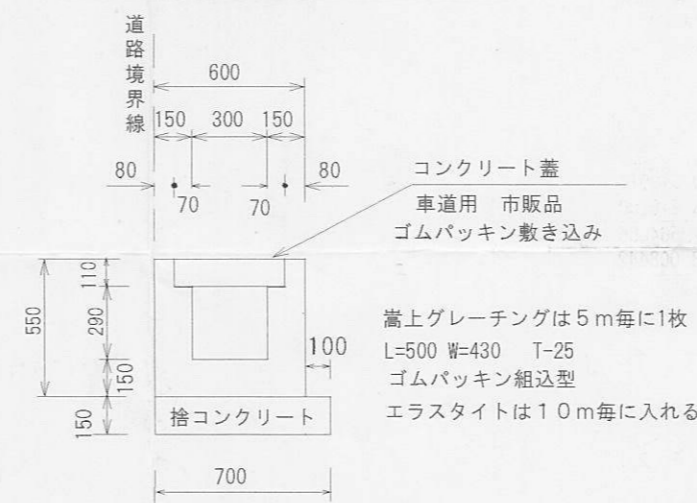 道路境界線
600
150 300 150
80 80
70 70
コンクリート蓋
車道用 市販品
ゴムパッキン敷き込み
110
550
290
150
100
150
嵩上グレーチングは5m毎に1枚
L=500 W=430 T-25
ゴムパッキン組込型
エラスタイトは10m毎に入れる
捨コンクリート
700